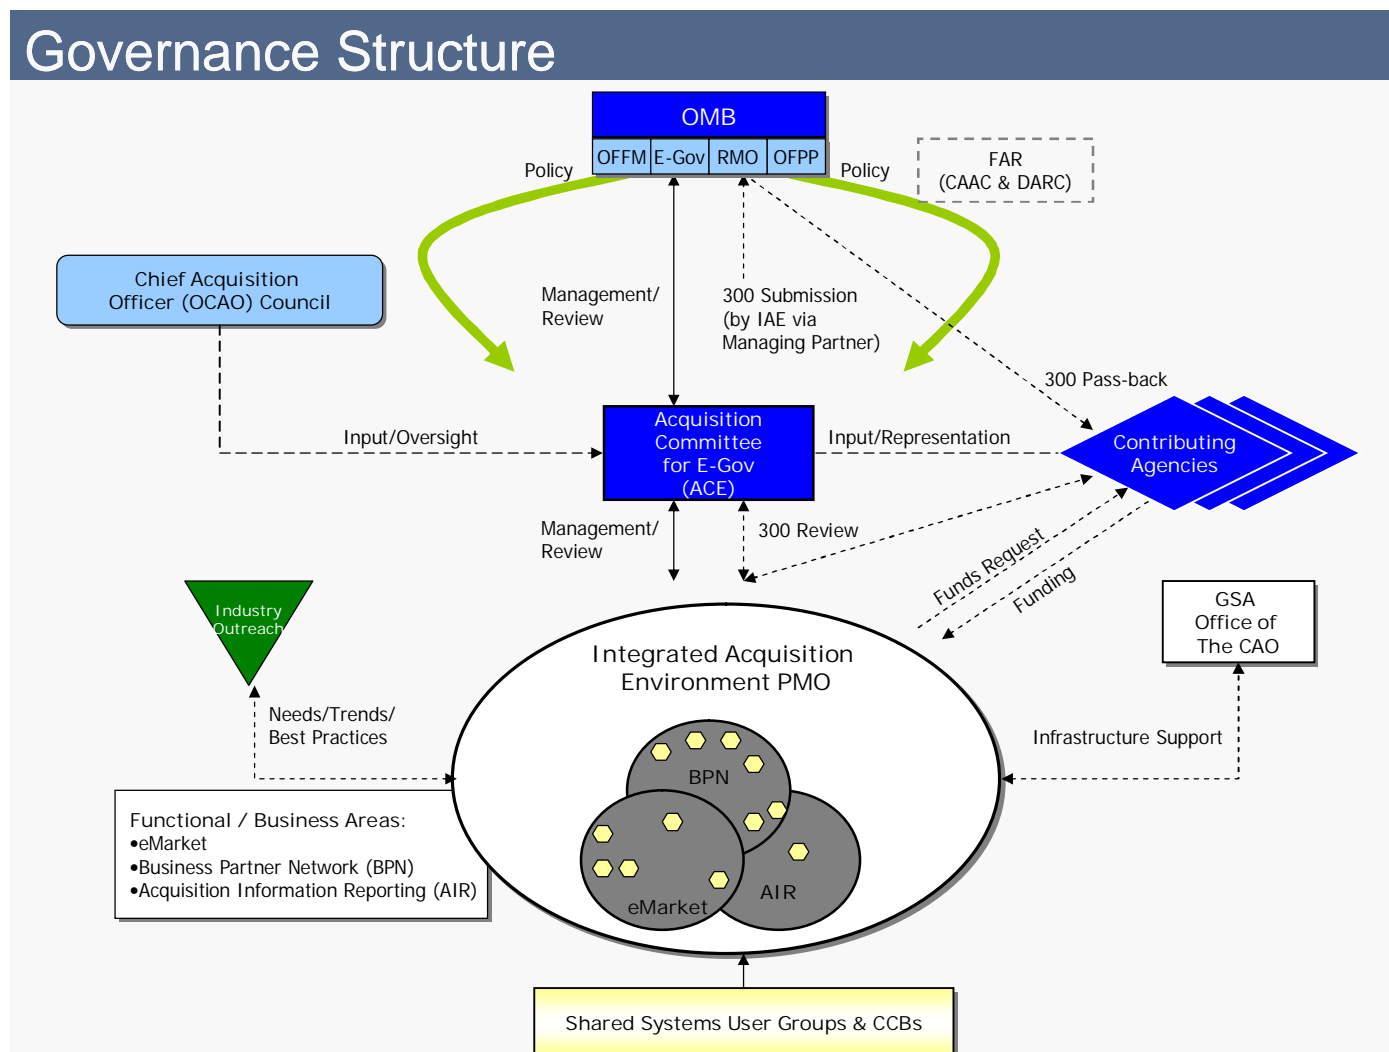 Governance Structure
OMB
OFFM E-Gov RMO OFPP
Policy
Policy
FAR
(CAAC & DARC)
Chief Acquisition
Officer (OCAO) Council
Management/
Review
300 Submission
(by IAE via
Managing Partner)
300 Pass-back
Input/Oversight
Acquisition
Committee
for E-Gov
(ACE)
Input/Representation
Contributing
Agencies
Management/
Review
300 Review
Funds Request
Funding
Industry
Outreach
GSA
Office of
The CAO
Integrated Acquisition
Environment PMO
Needs/Trends/
Best Practices
Infrastructure Support
BPN
AIR
eMarket
Functional / Business Areas:
•eMarket
•Business Partner Network (BPN)
•Acquisition Information Reporting (AIR)
Shared Systems User Groups & CCBs